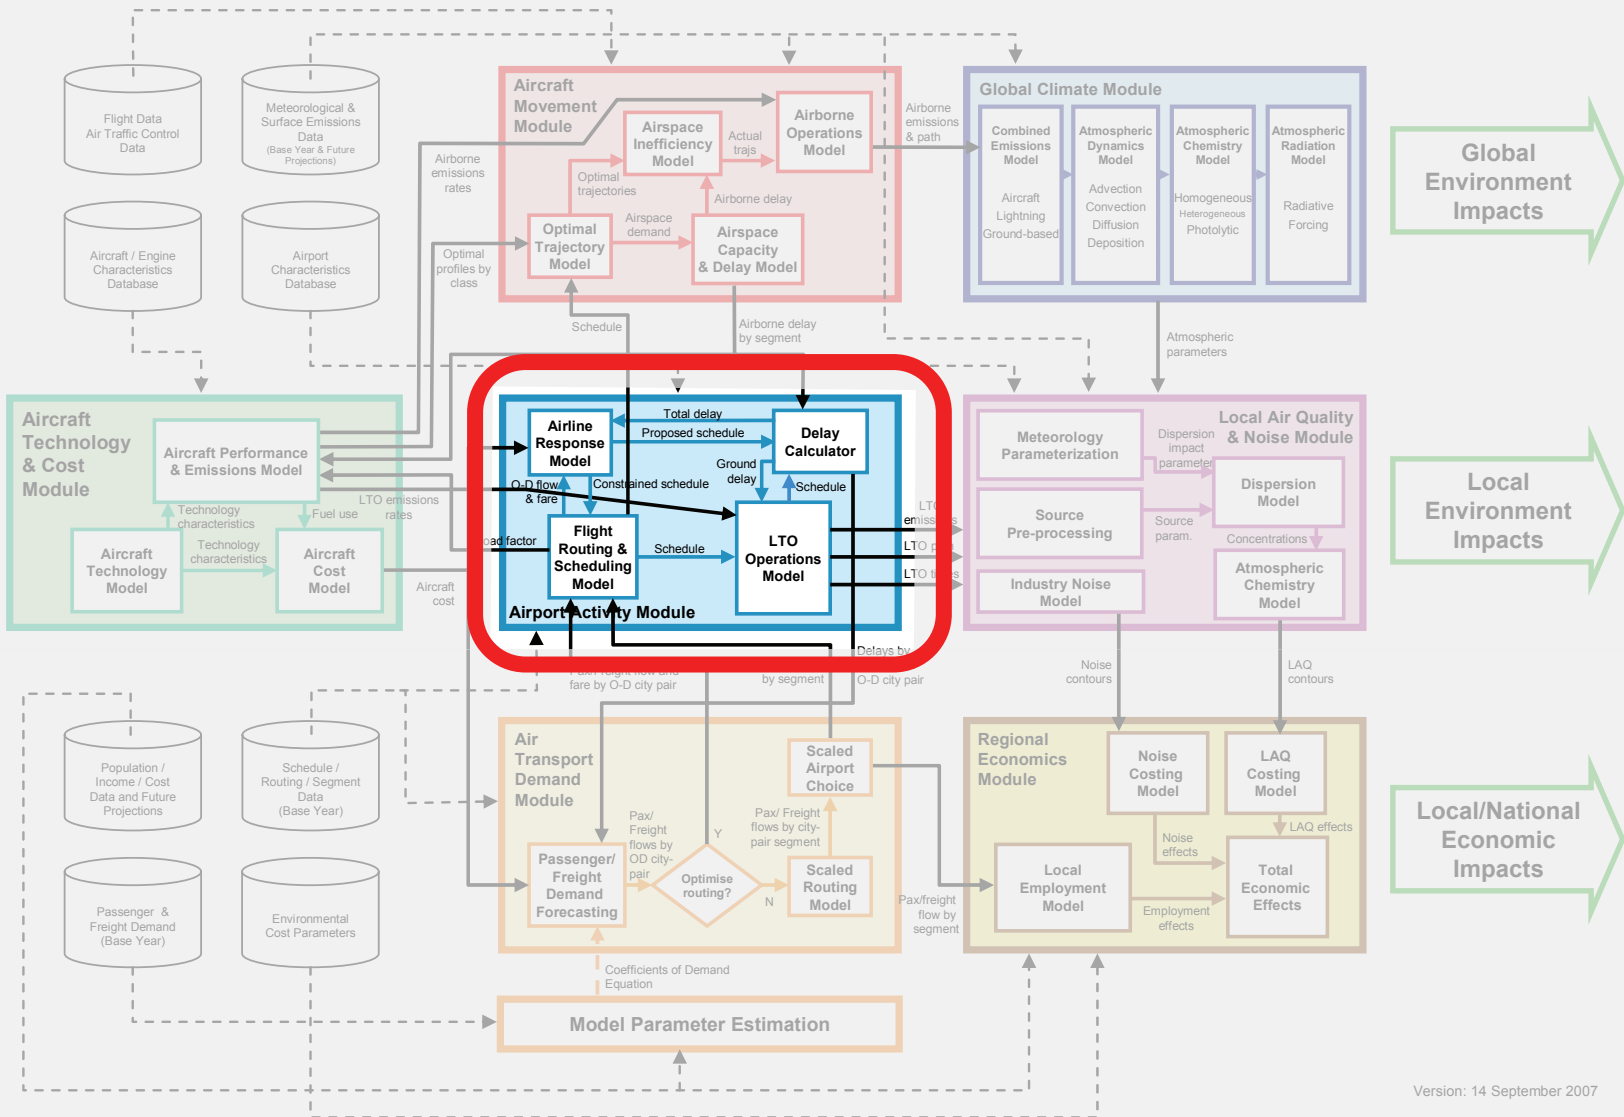 Flight Data
Air Traffic Control
Data
Meteorological &
Surface Emissions
Data
(Base Year & Future
Projections)
Aircraft / Engine
Characteristics
Database
Airport
Characteristics
Database
Aircraft
Movement
Module
Airspace
Inefficiency
Model
Actual
trajs
Airborne
Operations
Model
Optimal
trajectories
Airborne delay
Optimal
Trajectory
Model
Airspace
demand
Airspace
Capacity
& Delay Model
Airborne
emissions
rates
Optimal
profiles by
class
Schedule
Airborne delay
by segment
Airborne
emissions
& path
Global Climate Module
Combined
Emissions
Model
Aircraft
Lightning
Ground-based
Atmospheric
Dynamics
Model
Advection
Convection
Diffusion
Deposition
Atmospheric
Chemistry
Model
Homogeneous
Heterogeneous
Photolytic
Atmospheric
Radiation
Model
Radiative
Forcing
Atmospheric
parameters
Global
Environment
Impacts
Aircraft
Technology
& Cost
Module
Aircraft Performance
& Emissions Model
Technology
characteristics
Fuel use
LTO emissions
rates
Aircraft
Technology
Model
Technology
characteristics
Aircraft
Cost
Model
Aircraft
cost
Airline
Response
Model
Total delay
Proposed schedule
Delay
Calculator
Ground
delay
Schedule
O-D flow
& fare
Constrained schedule
factor
Flight
Routing &
Scheduling
Model
Schedule
LTO
Operations
Model
Airport Activity Module
LTO
emissions
LTO
LTO times
Local Air Quality
& Noise Module
Meteorology
Parameterization
Dispersion
impact
parameter
Dispersion
Model
Source
Pre-processing
Source
param.
Concentrations
Industry Noise
Model
Atmospheric
Chemistry
Model
Local
Environment
Impacts
Pax/Freight flow and
fare by O-D city pair
by segment
Delays by
O-D city pair
Noise
contours
LAQ
contours
Population /
Income / Cost
Data and Future
Projections
Schedule /
Routing / Segment
Data
(Base Year)
Passenger &
Freight Demand
(Base Year)
Environmental
Cost Parameters
Air
Transport
Demand
Module
Scaled
Airport
Choice
Pax/
Freight
flows by
OD city-
pair
Y
Pax/ Freight
flows by city-
pair segment
Passenger/
Freight
Demand
Forecasting
Optimise
routing?
N
Scaled
Routing
Model
Pax/freight
flow by
segment
Coefficients of Demand
Equation
Model Parameter Estimation
Regional
Economics
Module
Noise
Costing
Model
LAQ
Costing
Model
Noise
effects
LAQ effects
Local
Employment
Model
Employment
effects
Total
Economic
Effects
Local/National
Economic
Impacts
Version: 14 September 2007